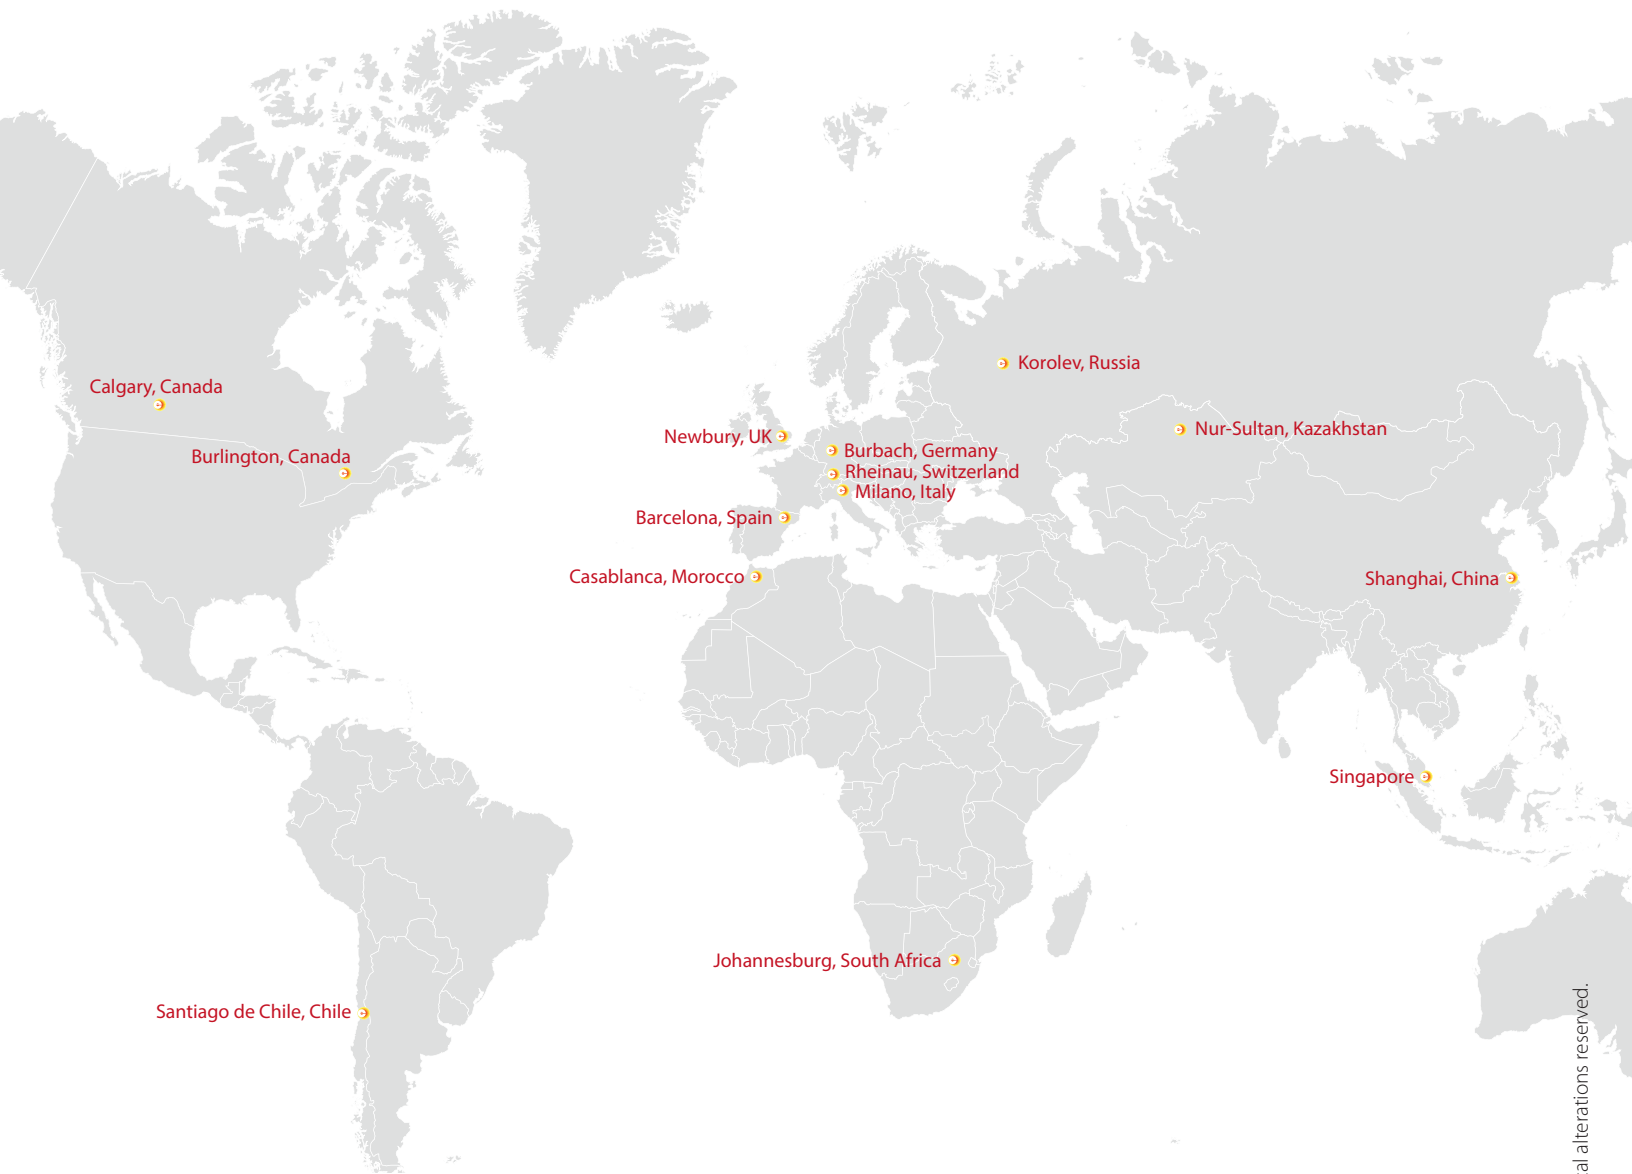 Korolev, Russia
Calgary, Canada
Nur-Sultan, Kazakhstan
Newbury, UK
Burbach, Germany
Burlington, Canada
Rheinau, Switzerland
Milano, Italy
Barcelona, Spain
Casablanca, Morocco
Shanghai, China
Singapore
Johannesburg, South Africa
Santiago de Chile, Chile
alterations reserved.